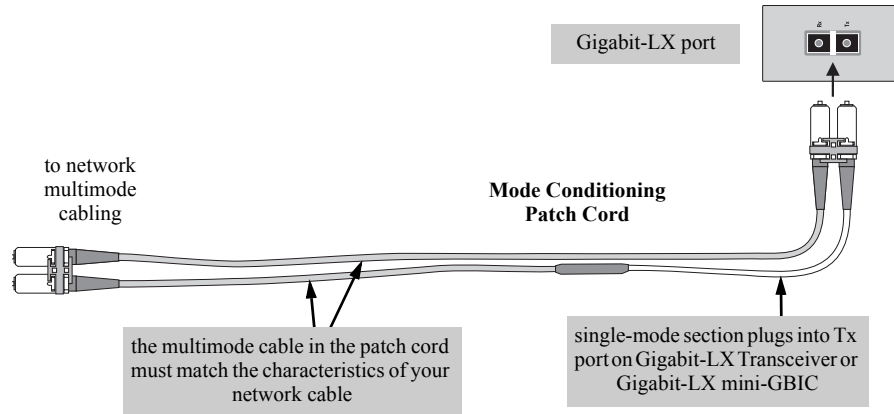 Gigabit-LX port
Rx
Tx
to network
multimode
cabling
Mode Conditioning
Patch Cord
the multimode cable in the patch cord
must match the characteristics of your
network cable
single-mode section plugs into Tx
port on Gigabit-LX Transceiver or
Gigabit-LX mini-GBIC